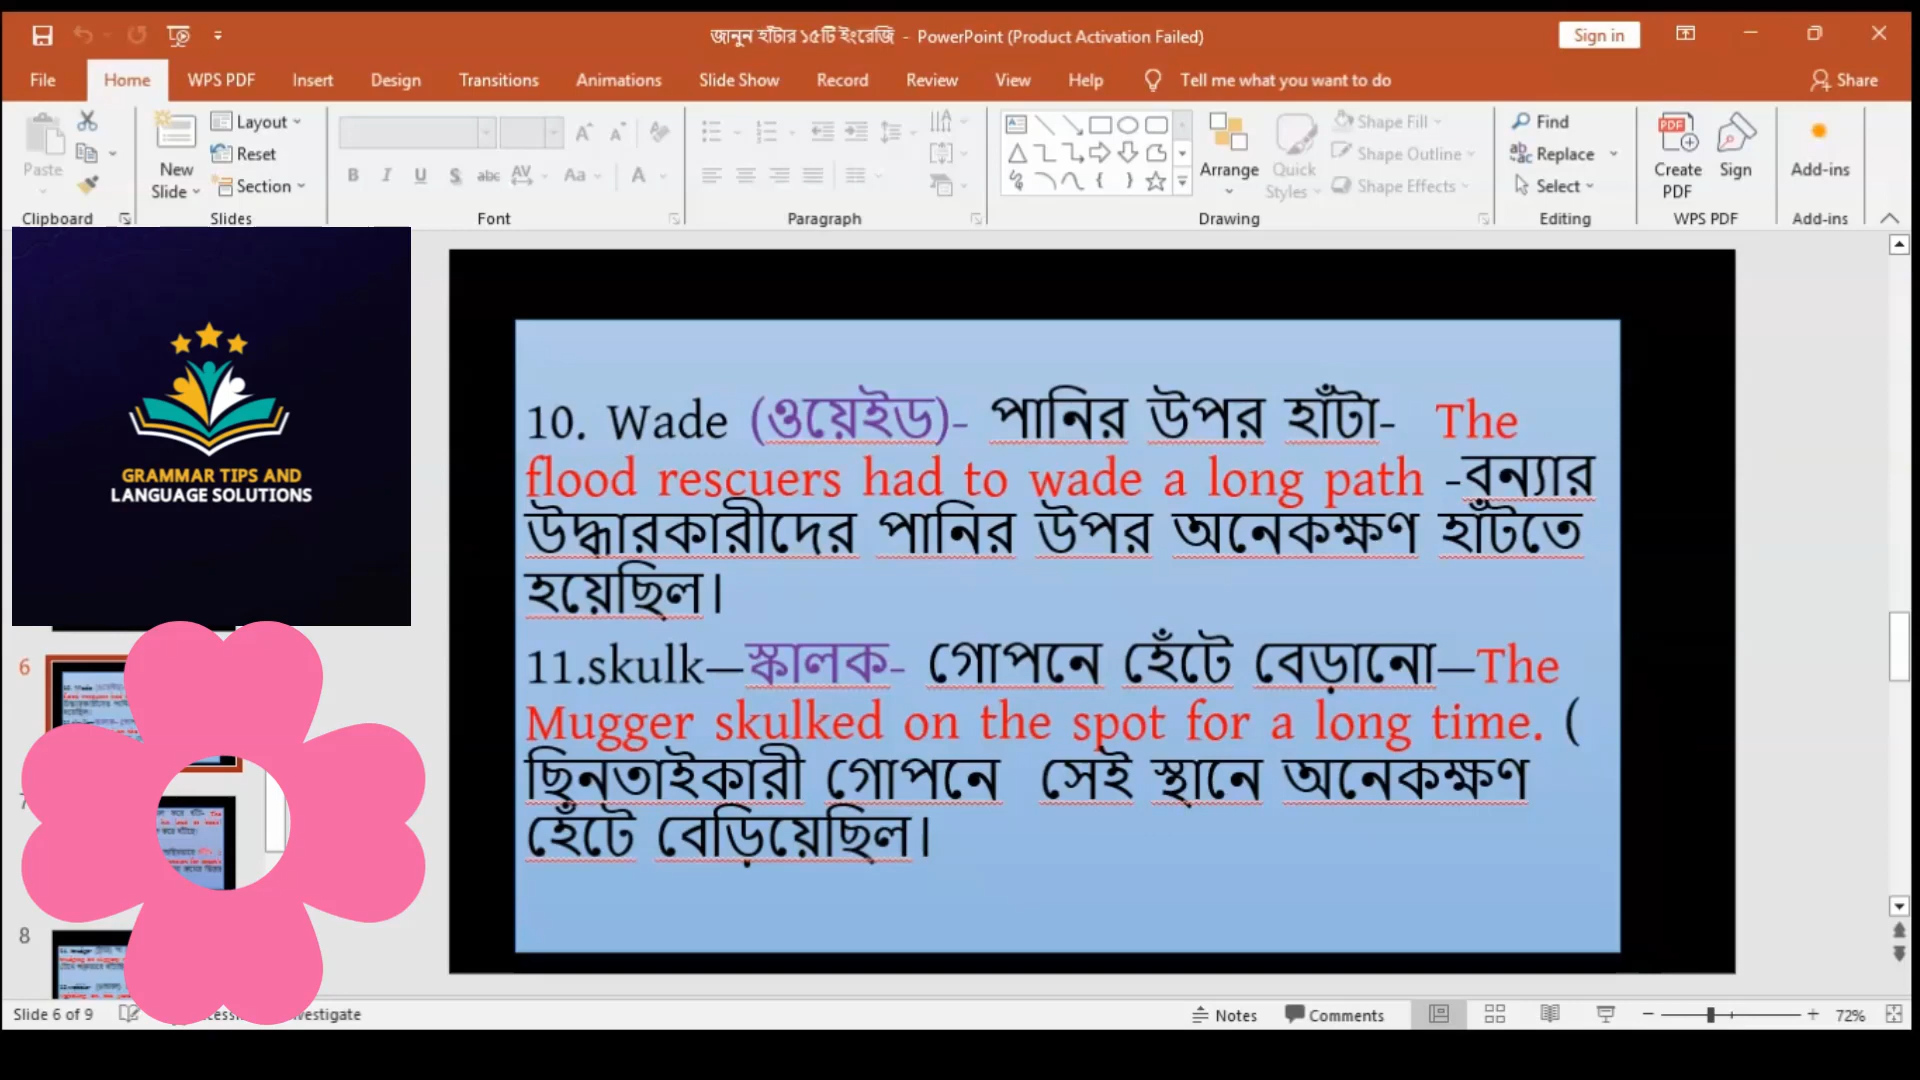 জানুন হাঁটার ১৫টি ইংরেজি - PowerPoint (Product Activation Failed)
Sign in
File Home WPS PDF Insert Design Transitions Animations Slide Show Record Review View Help Tell me what you want to do Share
Paste
New Slide
Layout
Reset
Section
Arrange
Quick Styles
Shape Fill
Shape Outline
Shape Effects
Find
Replace
Select
Create PDF
Sign
Add-ins
Clipboard Slides Font Paragraph Drawing Editing WPS PDF Add-ins
GRAMMAR TIPS AND
LANGUAGE SOLUTIONS
10. Wade (ওয়েইড)- পানির উপর হাঁটা- The
flood rescuers had to wade a long path -বন্যার
উদ্ধারকারীদের পানির উপর অনেকক্ষণ হাঁটতে
হয়েছিল।
11.skulk—স্কালক- গোপনে হেঁটে বেড়ানো—The
Mugger skulked on the spot for a long time. (
ছিনতাইকারী গোপনে সেই স্থানে অনেকক্ষণ
হেঁটে বেড়িয়েছিল।
6
7
8
Slide 6 of 9
Notes Comments 72%